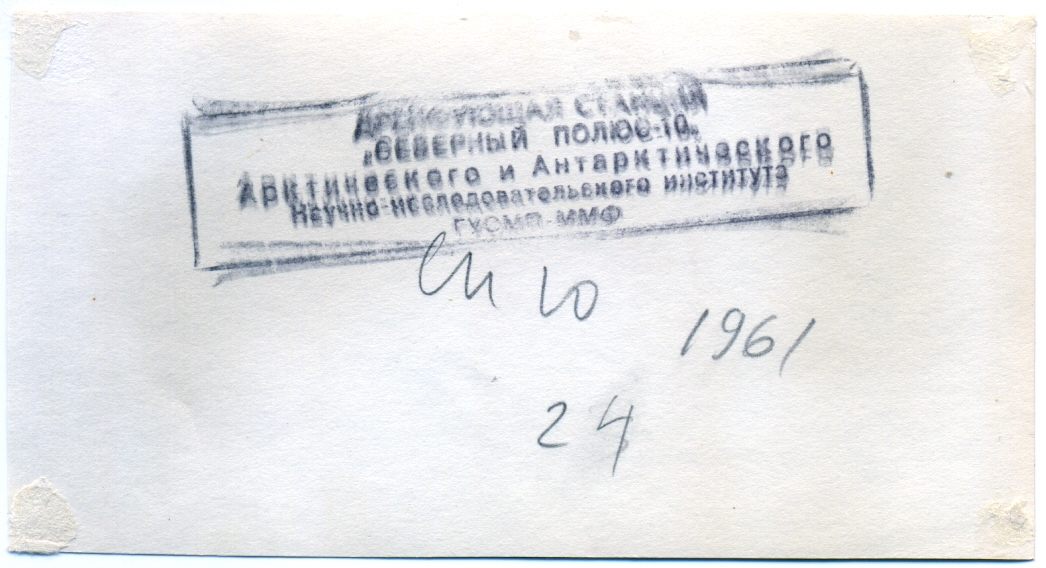 ДРЕЙФУЮЩАЯ СТАНЦИЯ
„СЕВЕРНЫЙ ПОЛЮС-10„
Арктического и Антарктического
Научно-исследовательского института
ГУСМП-ММФ
СП 10
1961
24